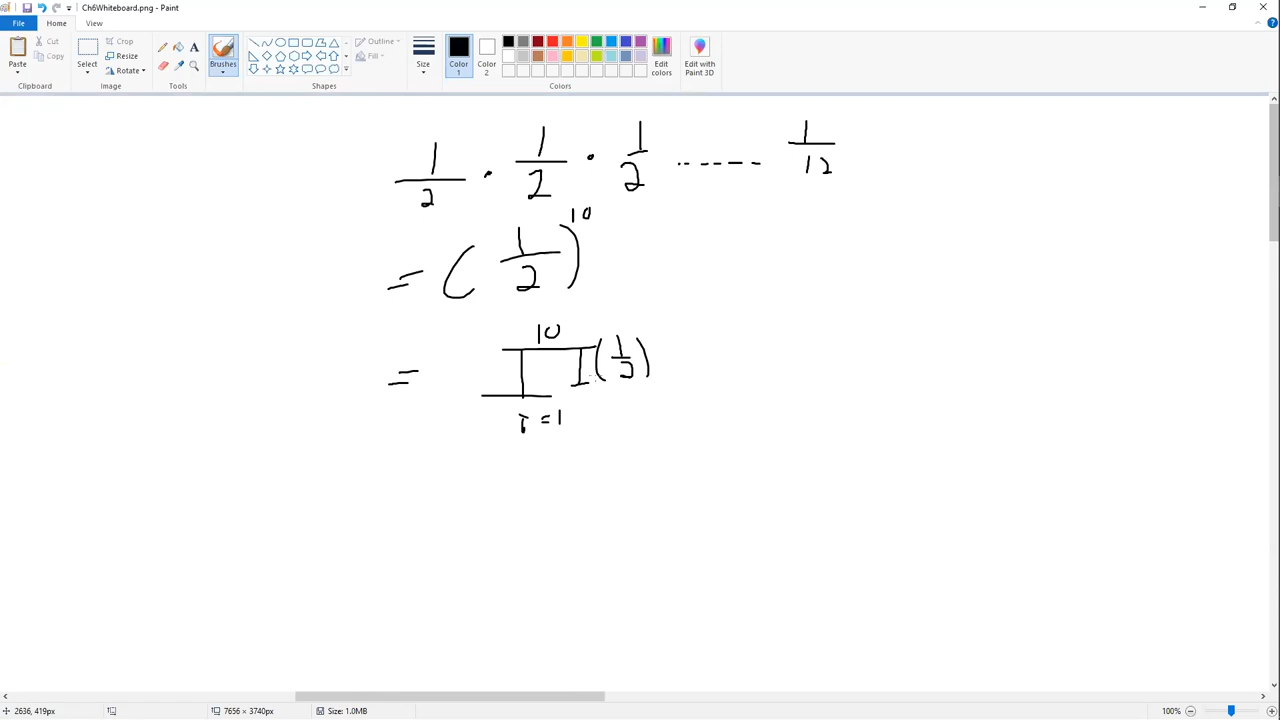 Ch6Whiteboard.png - Paint
File Home View
Paste Cut Copy Clipboard
Select Crop Resize Rotate Image
Tools
Brushes
Outline Fill Shapes
Size
Color 1 Color 2 Edit colors Edit with Paint 3D Colors
1/2 · 1/2 · 1/2 ------ 1/12
= (1/2)^10
= ∏ 10 i = 1 (1/2)
2636, 419px 7656 × 3740px Size: 1.0MB 100%